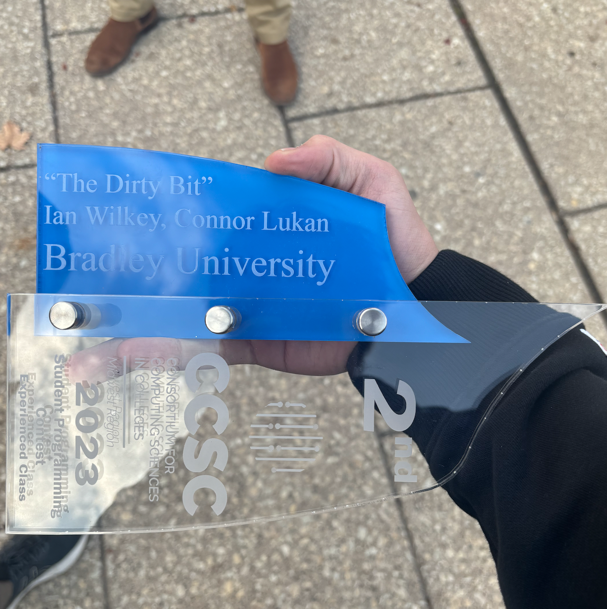 “The Dirty Bit”
Ian Wilkey, Connor Lukan
Bradley University
2nd
CCSC
CONSORTIUM FOR
COMPUTING SCIENCES
IN COLLEGES
2023
Student Programming
Contest
Experienced Class